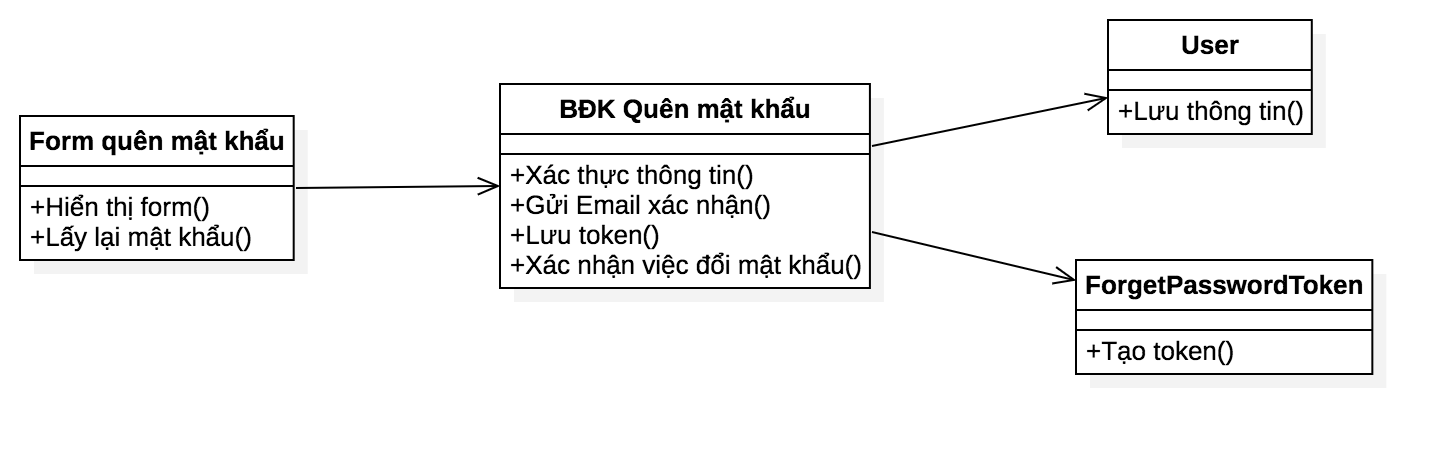 Form quên mật khẩu
+Hiển thị form()
+Lấy lại mật khẩu()
BĐK Quên mật khẩu
+Xác thực thông tin()
+Gửi Email xác nhận()
+Lưu token()
+Xác nhận việc đổi mật khẩu()
User
+Lưu thông tin()
ForgetPasswordToken
+Tạo token()